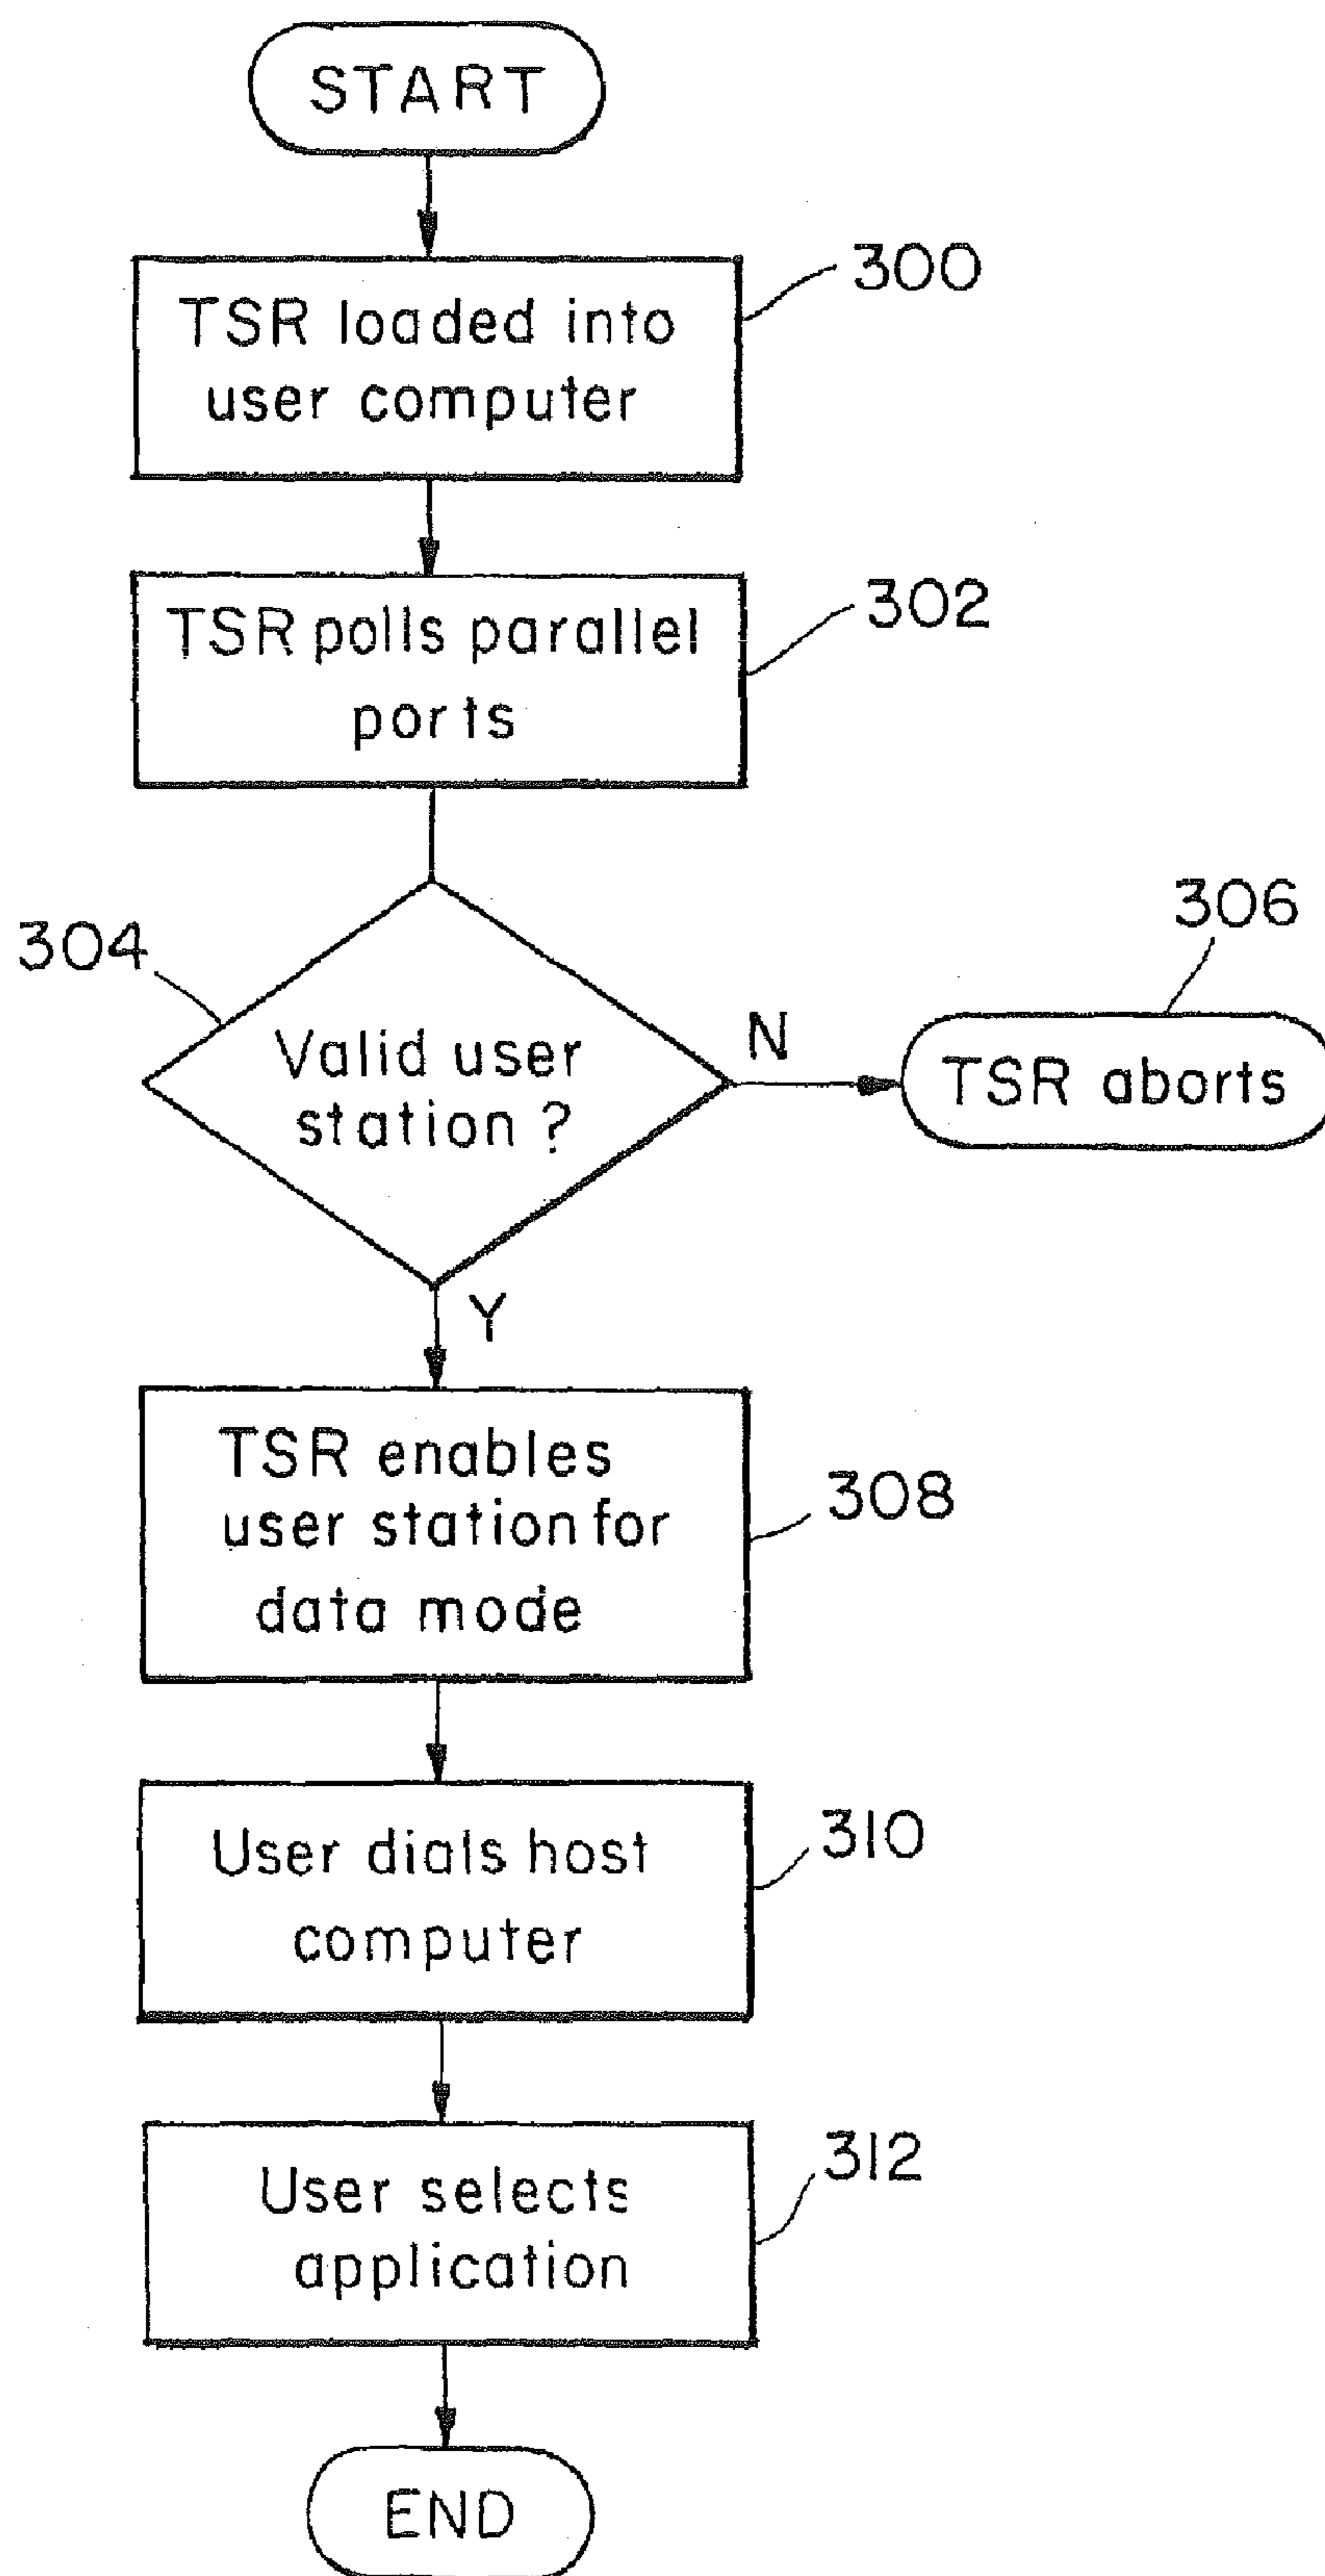 START
TSR loaded into
user computer
300
TSR polls parallel
ports
302
304
Valid user
station ?
N
306
TSR aborts
Y
TSR enables
user station for
data mode
308
User dials host
computer
310
User selects
application
312
END